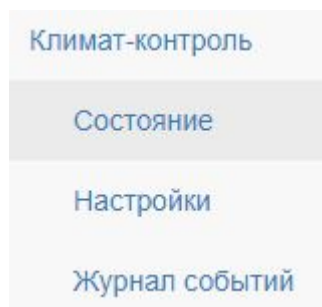 Климат-контроль
Состояние
Настройки
Журнал событий